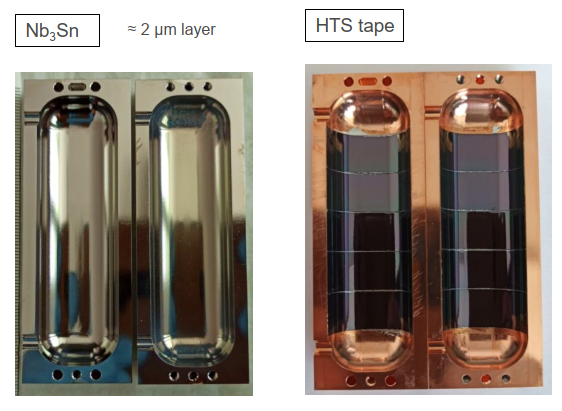 Nb₃Sn
≈ 2 µm layer
HTS tape